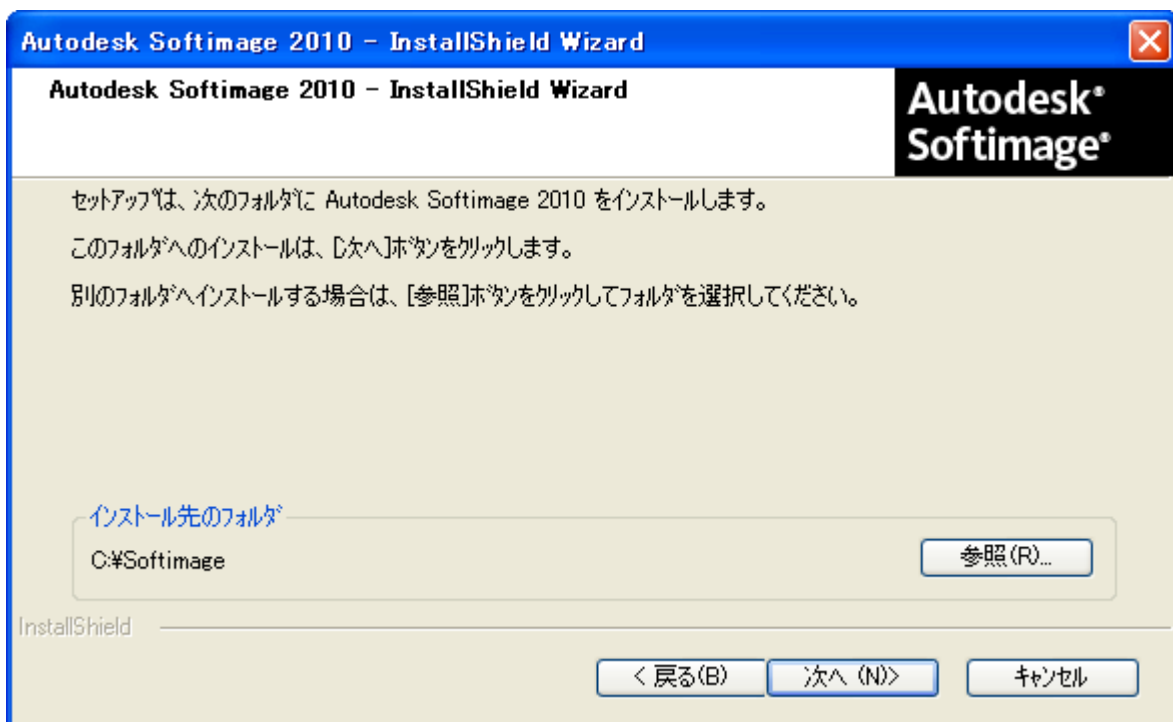 Autodesk Softimage 2010 - InstallShield Wizard
Autodesk Softimage 2010 - InstallShield Wizard
Autodesk®
Softimage®
セットアップは、次のフォルダに Autodesk Softimage 2010 をインストールします。
このフォルダへのインストールは、[次へ]ボタンをクリックします。
別のフォルダへインストールする場合は、[参照]ボタンをクリックしてフォルダを選択してください。
インストール先のフォルダ
C:¥Softimage
参照(R)...
InstallShield
< 戻る(B)
次へ (N)>
キャンセル